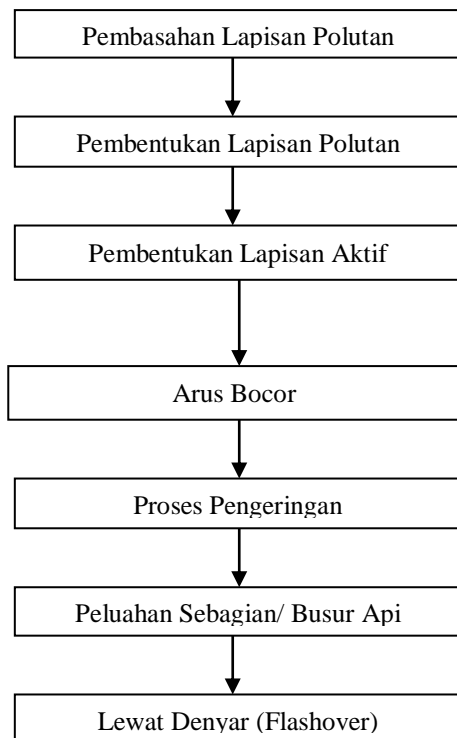 Pembasahan Lapisan Polutan
Pembentukan Lapisan Polutan
Pembentukan Lapisan Aktif
Arus Bocor
Proses Pengeringan
Peluahan Sebagian/ Busur Api
Lewat Denyar (Flashover)